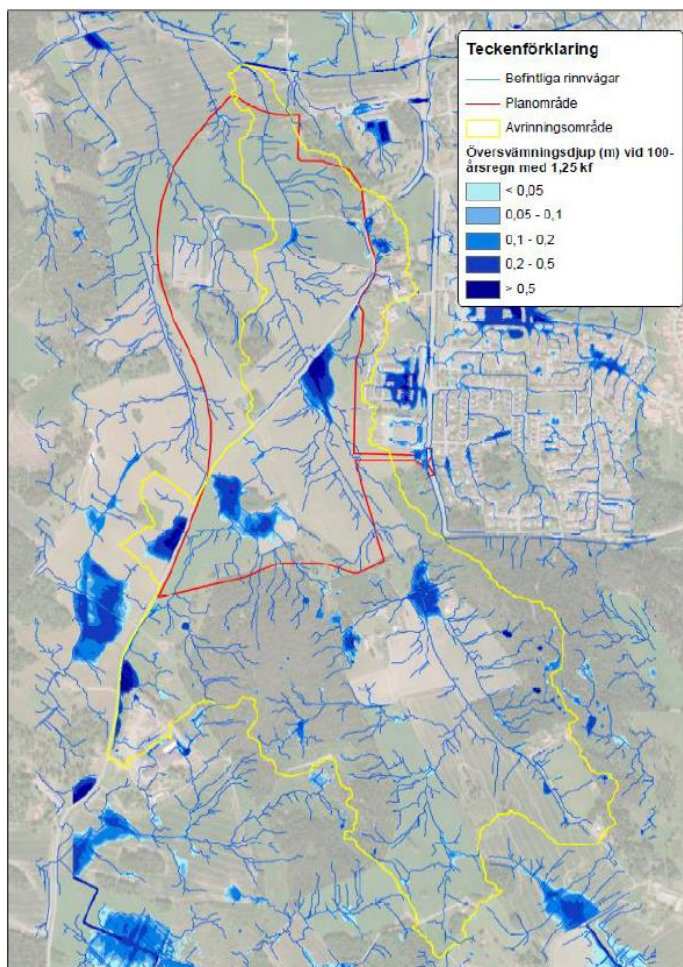 Teckenförklaring
Befintliga rinnvägar
Planområde
Avrinningsområde
Översvämningsdjup (m) vid 100-
årsregn med 1,25 kf
< 0,05
0,05 - 0,1
0,1 - 0,2
0,2 - 0,5
> 0,5